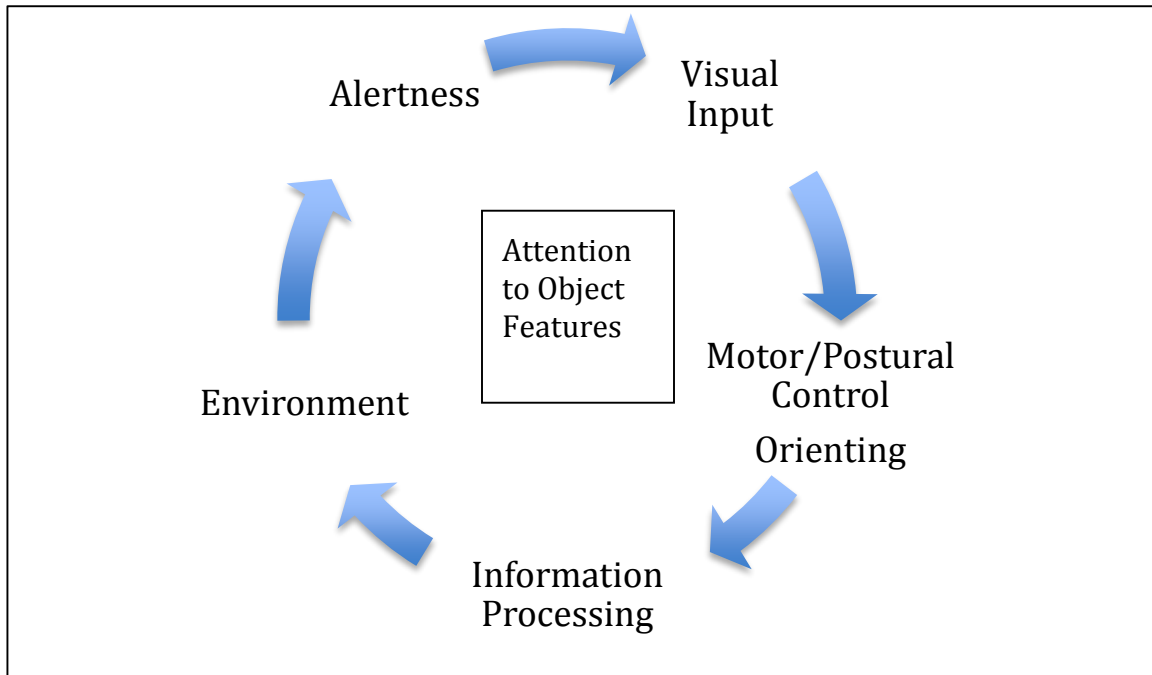 Alertness
Visual
Input
Attention
to Object
Features
Motor/Postural
Control
Orienting
Environment
Information
Processing